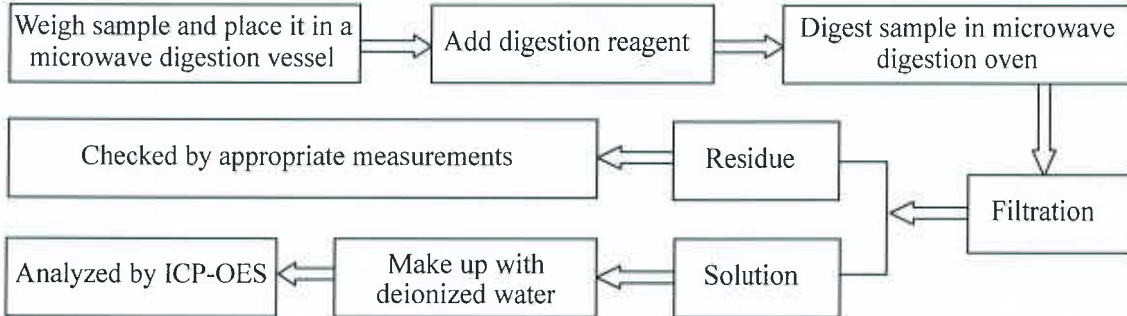 Weigh sample and place it in a
microwave digestion vessel
Add digestion reagent
Digest sample in microwave
digestion oven
Checked by appropriate measurements
Residue
Filtration
Analyzed by ICP-OES
Make up with
deionized water
Solution